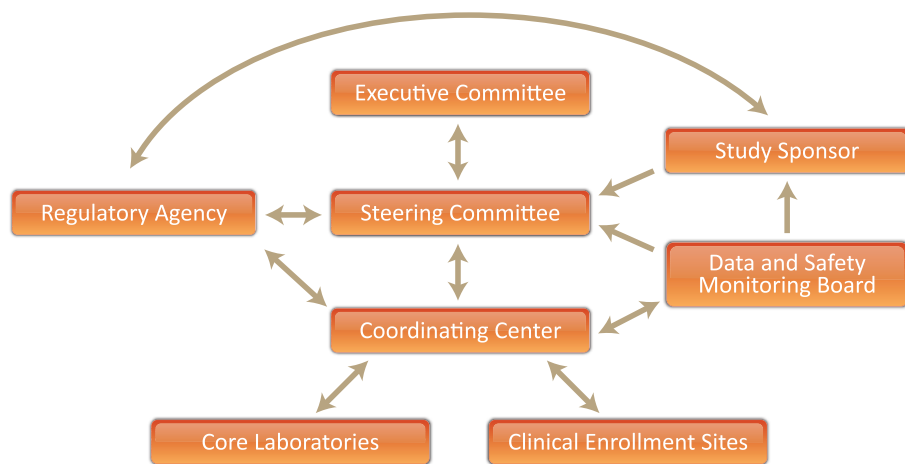 Executive Committee
Study Sponsor
Regulatory Agency
Steering Committee
Data and Safety
Monitoring Board
Coordinating Center
Core Laboratories
Clinical Enrollment Sites